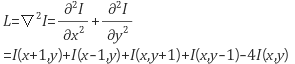 L=▽²I=∂²I/∂x²+∂²I/∂y²
=I(x+1,y)+I(x-1,y)+I(x,y+1)+I(x,y-1)-4I(x,y)